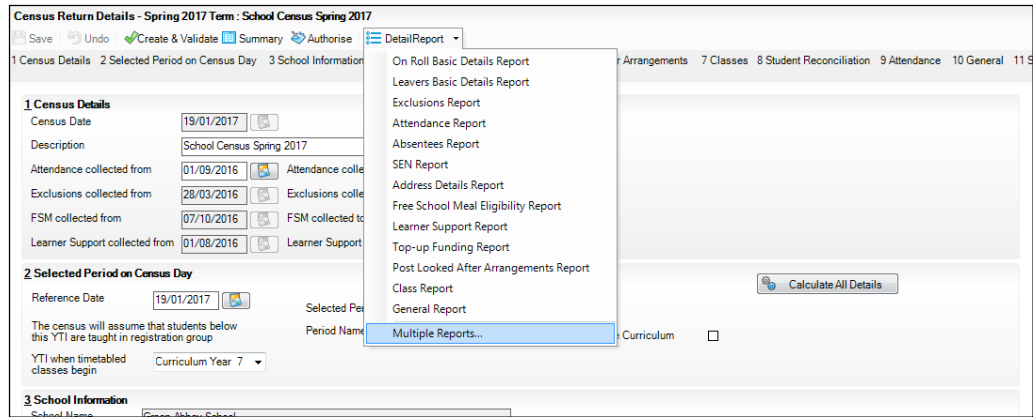 Census Return Details - Spring 2017 Term : School Census Spring 2017
Save Undo Create & Validate Summary Authorise DetailReport
1 Census Details 2 Selected Period on Census Day 3 School Information Arrangements 7 Classes 8 Student Reconciliation 9 Attendance 10 General 11 S
On Roll Basic Details Report
Leavers Basic Details Report
Exclusions Report
Attendance Report
Absentees Report
SEN Report
Address Details Report
Free School Meal Eligibility Report
Learner Support Report
Top-up Funding Report
Post Looked After Arrangements Report
Class Report
General Report
Multiple Reports...
1 Census Details
Census Date 19/01/2017
Description School Census Spring 2017
Attendance collected from 01/09/2016 Attendance colle
Exclusions collected from 28/03/2016 Exclusions colle
FSM collected from 07/10/2016 FSM collected to
Learner Support collected from 01/08/2016 Learner Support
2 Selected Period on Census Day
Calculate All Details
Reference Date 19/01/2017 Selected Per
The census will assume that students below
this YTI are taught in registration group
Period Name Curriculum
YTI when timetabled
classes begin
Curriculum Year 7
3 School Information
School Name Green Abbey School